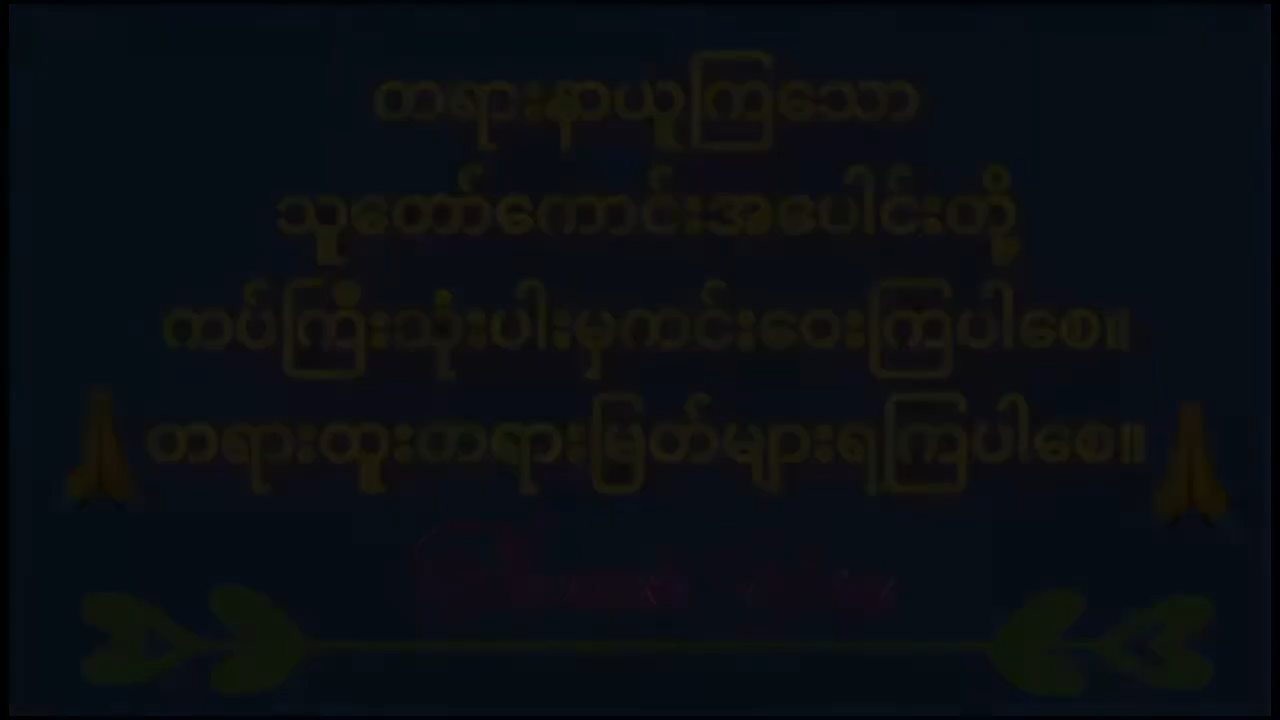 တရားနာယူကြသော
သူတော်ကောင်းအပေါင်းတို့
ကပ်ကြီးသုံးပါးမှကင်းဝေးကြပါစေ။
တရားထူးတရားမြတ်များရကြပါစေ။